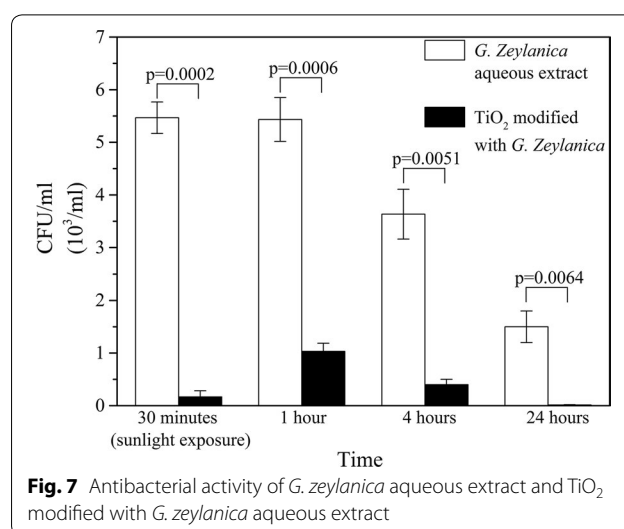 7
6
5
4
3
2
1
0
CFU/ml
(10³/ml)
G. Zeylanica
aqueous extract
TiO₂ modified
with G. Zeylanica
p=0.0002
p=0.0006
p=0.0051
p=0.0064
30 minutes
(sunlight exposure)
1 hour
4 hours
24 hours
Time
Fig. 7 Antibacterial activity of G. zeylanica aqueous extract and TiO₂
modified with G. zeylanica aqueous extract